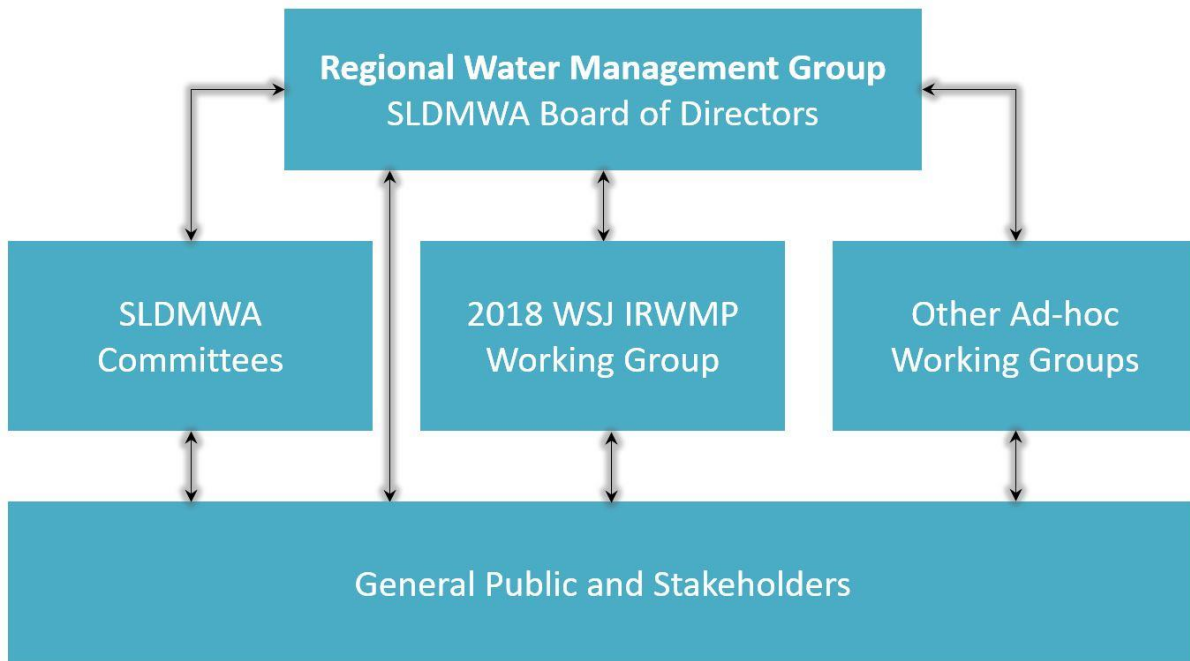 Regional Water Management Group
SLDMWA Board of Directors
SLDMWA
Committees
2018 WSJ IRWMP
Working Group
Other Ad-hoc
Working Groups
General Public and Stakeholders